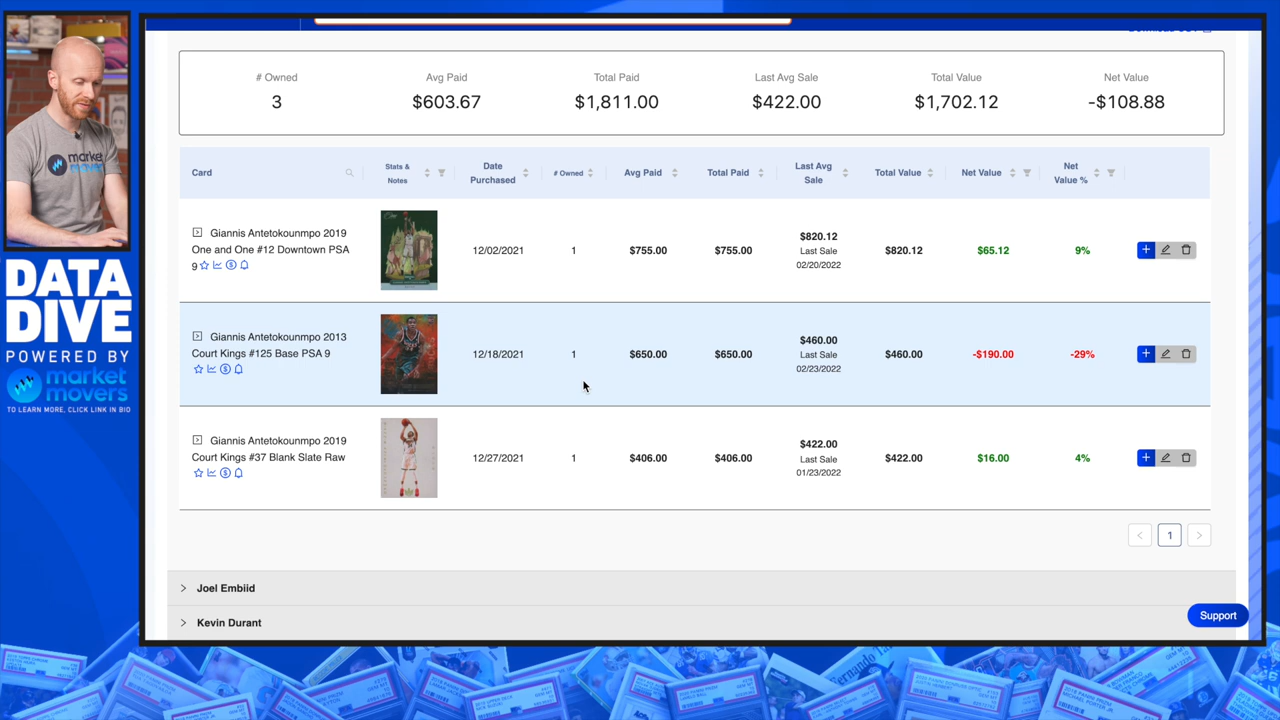 # Owned
Avg Paid
Total Paid
Last Avg Sale
Total Value
Net Value
3
$603.67
$1,811.00
$422.00
$1,702.12
-$108.88
Card
Stats &
Notes
Date
Purchased
# Owned
Avg Paid
Total Paid
Last Avg
Sale
Total Value
Net Value
Net
Value %
Giannis Antetokounmpo 2019
One and One #12 Downtown PSA
9
12/02/2021
1
$755.00
$755.00
$820.12
Last Sale
02/20/2022
$820.12
$65.12
9%
Giannis Antetokounmpo 2013
Court Kings #125 Base PSA 9
12/18/2021
1
$650.00
$650.00
$460.00
Last Sale
02/23/2022
$460.00
-$190.00
-29%
Giannis Antetokounmpo 2019
Court Kings #37 Blank Slate Raw
12/27/2021
1
$406.00
$406.00
$422.00
Last Sale
01/23/2022
$422.00
$16.00
4%
1
Joel Embiid
Kevin Durant
Support
market
movers
DATA
DIVE
POWERED BY
market
movers
TO LEARN MORE, CLICK LINK IN BIO